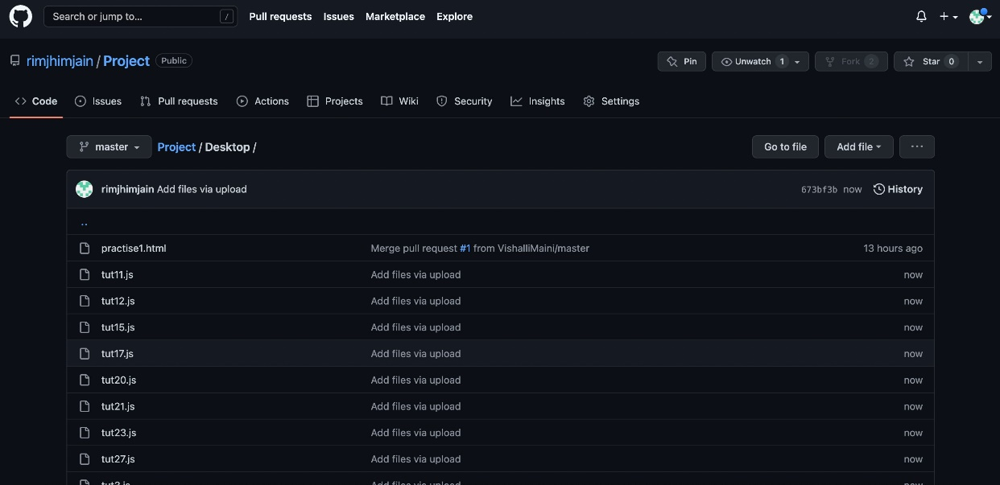 Search or jump to... / Pull requests Issues Marketplace Explore
rimjhimjain / Project Public Pin Unwatch 1 Fork 2 Star 0
Code Issues Pull requests Actions Projects Wiki Security Insights Settings
master Project / Desktop / Go to file Add file ...
rimjhimjain Add files via upload 673bf3b now History
..
practise1.html Merge pull request #1 from VishalliMaini/master 13 hours ago
tut11.js Add files via upload now
tut12.js Add files via upload now
tut15.js Add files via upload now
tut17.js Add files via upload now
tut20.js Add files via upload now
tut21.js Add files via upload now
tut23.js Add files via upload now
tut27.js Add files via upload now
Add files via upload now